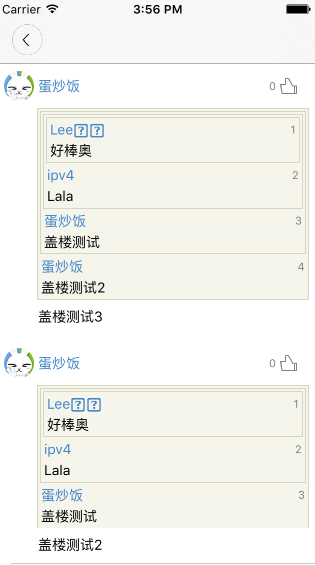 Carrier 3:56 PM
蛋炒饭 0
Lee⍰⍰ 1
好棒奥
ipv4 2
Lala
蛋炒饭 3
盖楼测试
蛋炒饭 4
盖楼测试2
盖楼测试3
蛋炒饭 0
Lee⍰⍰ 1
好棒奥
ipv4 2
Lala
蛋炒饭 3
盖楼测试
盖楼测试2